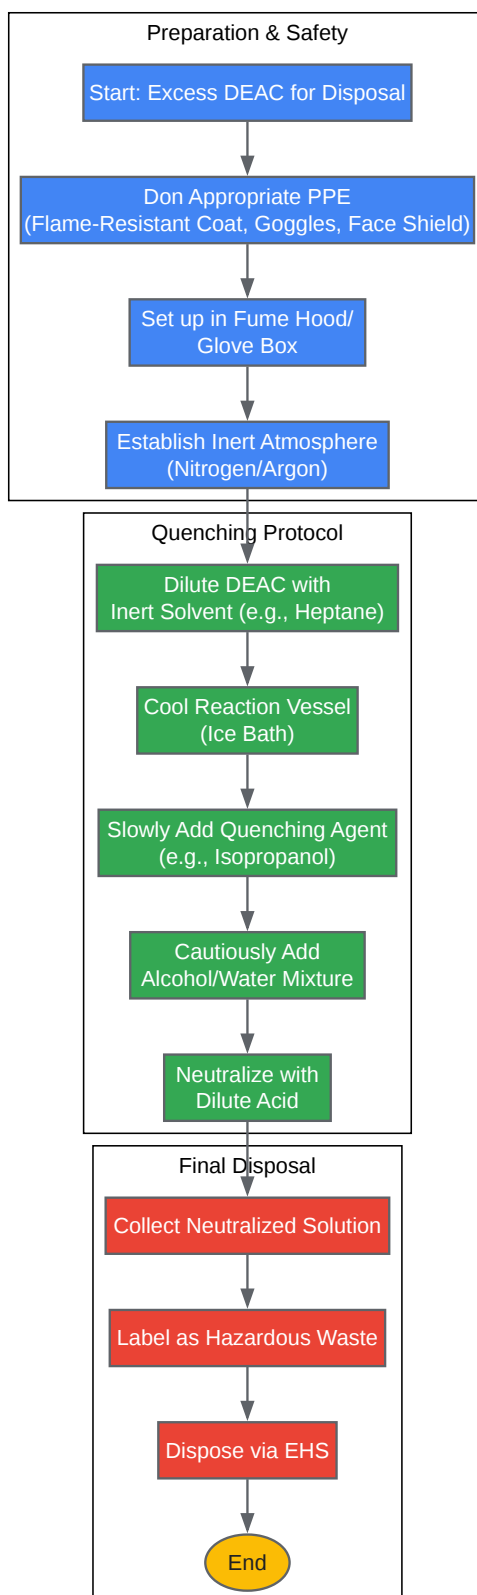 Preparation & Safety
Start: Excess DEAC for Disposal
Don Appropriate PPE
(Flame-Resistant Coat, Goggles, Face Shield)
Set up in Fume Hood/
Glove Box
Establish Inert Atmosphere
(Nitrogen/Argon)
Quenching Protocol
Dilute DEAC with
Inert Solvent (e.g., Heptane)
Cool Reaction Vessel
(Ice Bath)
Slowly Add Quenching Agent
(e.g., Isopropanol)
Cautiously Add
Alcohol/Water Mixture
Neutralize with
Dilute Acid
Final Disposal
Collect Neutralized Solution
Label as Hazardous Waste
Dispose via EHS
End